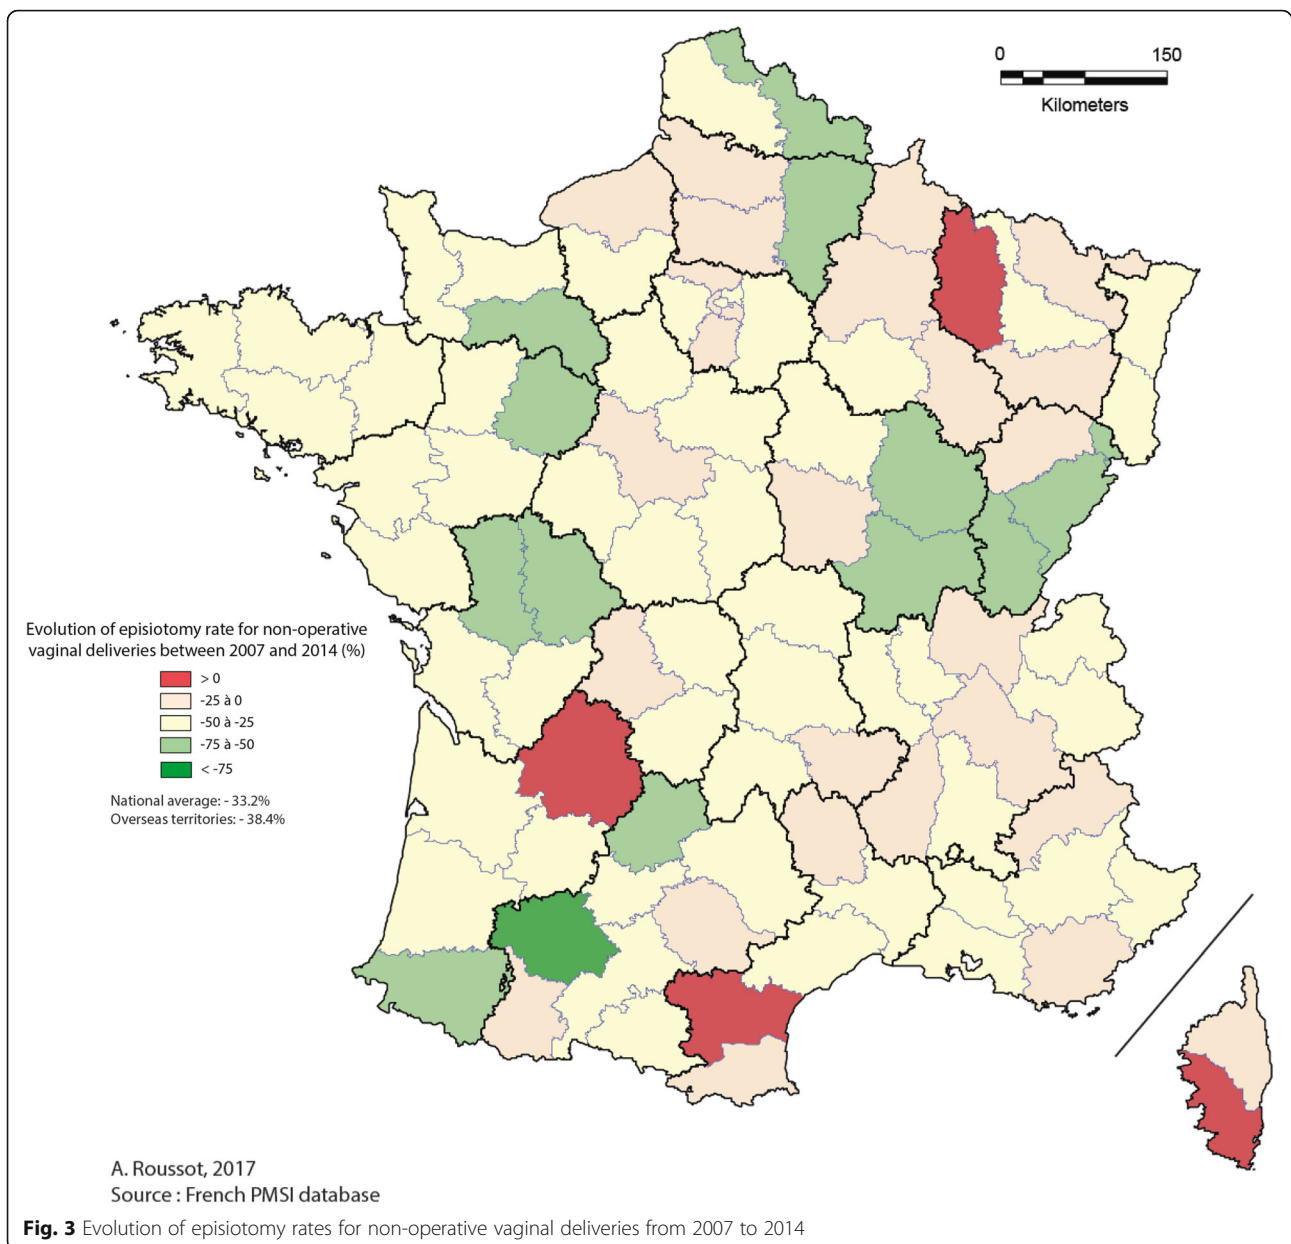 0 150
Kilometers
Evolution of episiotomy rate for non-operative
vaginal deliveries between 2007 and 2014 (%)
> 0
-25 à 0
-50 à -25
-75 à -50
< -75
National average: - 33.2%
Overseas territories: - 38.4%
A. Roussot, 2017
Source : French PMSI database
Fig. 3 Evolution of episiotomy rates for non-operative vaginal deliveries from 2007 to 2014